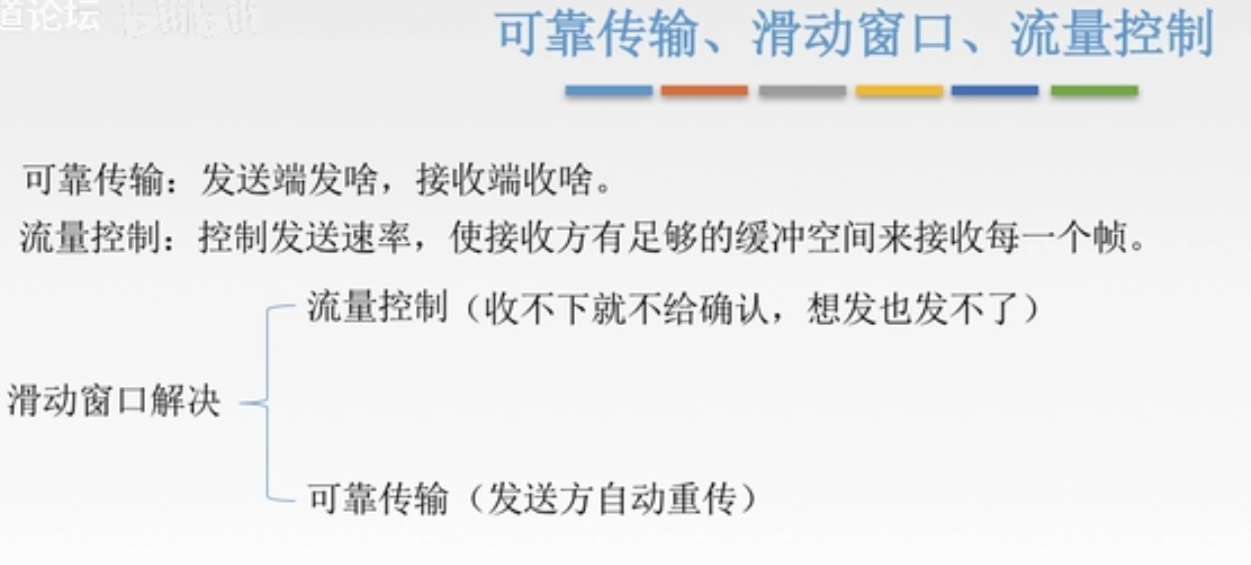 道论坛 bilibili
可靠传输、滑动窗口、流量控制
可靠传输：发送端发啥，接收端收啥。
流量控制：控制发送速率，使接收方有足够的缓冲空间来接收每一个帧。
流量控制（收不下就不给确认，想发也发不了）
滑动窗口解决
可靠传输（发送方自动重传）